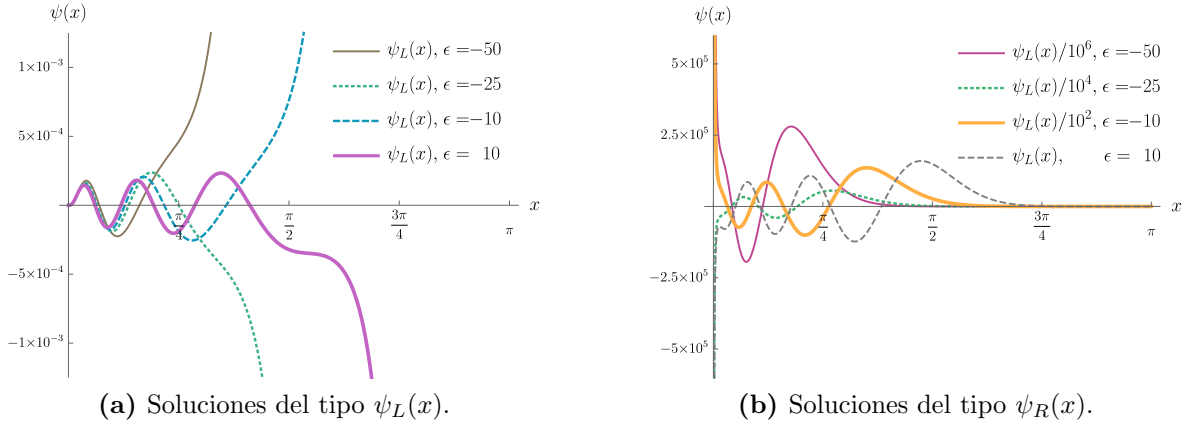 ψ(x)
1×10⁻³
5×10⁻⁴
−5×10⁻⁴
−1×10⁻³
π/4
π/2
3π/4
π
x
ψ_L(x), ϵ =−50
ψ_L(x), ϵ =−25
ψ_L(x), ϵ =−10
ψ_L(x), ϵ = 10
(a) Soluciones del tipo ψ_L(x).
ψ(x)
5×10⁵
2.5×10⁵
−2.5×10⁵
−5×10⁵
π/4
π/2
3π/4
π
x
ψ_L(x)/10⁶, ϵ =−50
ψ_L(x)/10⁴, ϵ =−25
ψ_L(x)/10², ϵ =−10
ψ_L(x), ϵ = 10
(b) Soluciones del tipo ψ_R(x).